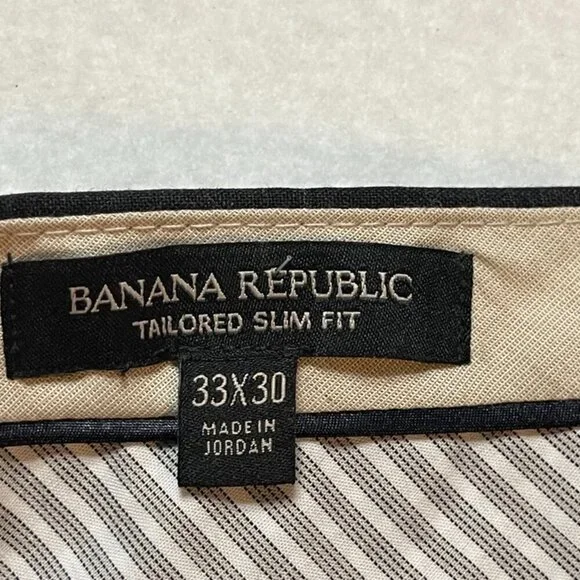 BANANA REPUBLIC
TAILORED SLIM FIT
33X30
MADE IN
JORDAN